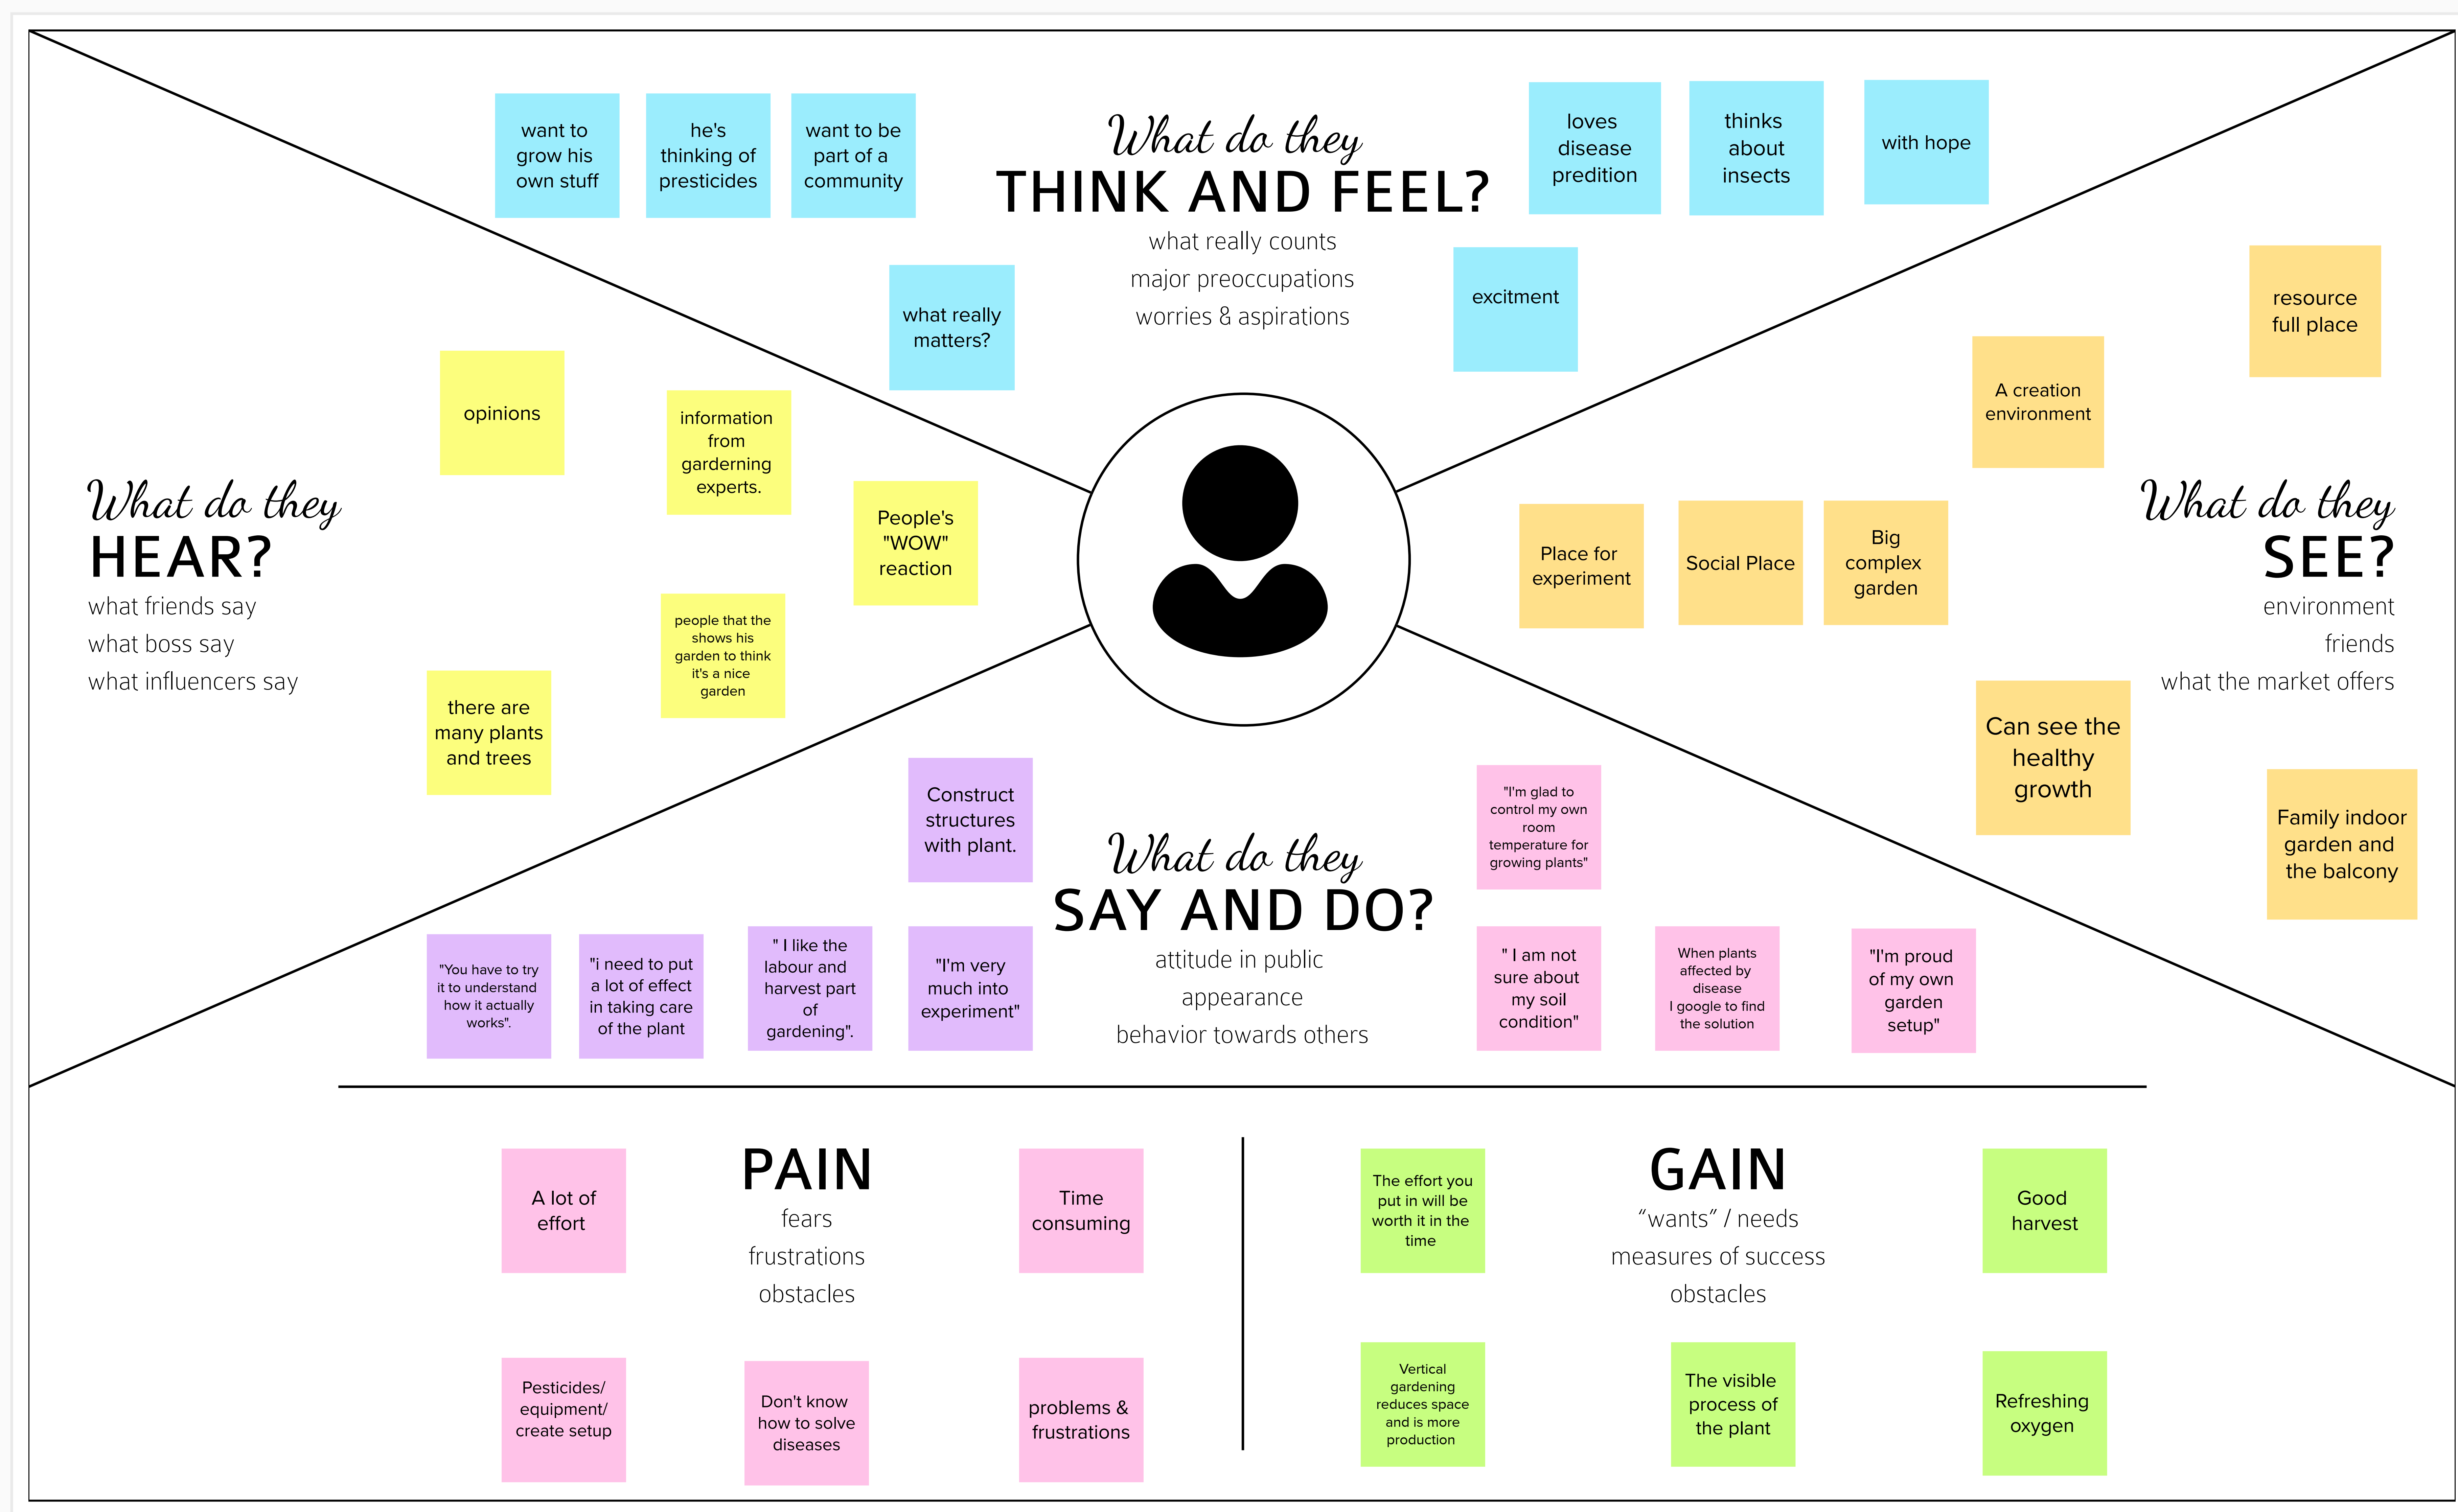 want to
grow his
own stuff
he's
thinking of
presticides
want to be
part of a
community
what really
matters?
What do they
THINK AND FEEL?
what really counts
major preoccupations
worries & aspirations
loves
disease
predition
thinks
about
insects
with hope
excitment
What do they
HEAR?
what friends say
what boss say
what influencers say
opinions
information
from
garderning
experts.
People's
"WOW"
reaction
people that the
shows his
garden to think
it's a nice
garden
there are
many plants
and trees
resource
full place
A creation
environment
Place for
experiment
Social Place
Big
complex
garden
What do they
SEE?
environment
friends
what the market offers
Can see the
healthy
growth
Family indoor
garden and
the balcony
Construct
structures
with plant.
"You have to try
it to understand
how it actually
works".
"i need to put
a lot of effect
in taking care
of the plant
" I like the
labour and
harvest part
of
gardening".
"I'm very
much into
experiment"
What do they
SAY AND DO?
attitude in public
appearance
behavior towards others
"I'm glad to
control my own
room
temperature for
growing plants"
" I am not
sure about
my soil
condition"
When plants
affected by
disease
I google to find
the solution
"I'm proud
of my own
garden
setup"
PAIN
fears
frustrations
obstacles
A lot of
effort
Time
consuming
Pesticides/
equipment/
create setup
Don't know
how to solve
diseases
problems &
frustrations
GAIN
“wants” / needs
measures of success
obstacles
The effort you
put in will be
worth it in the
time
Good
harvest
Vertical
gardening
reduces space
and is more
production
The visible
process of
the plant
Refreshing
oxygen